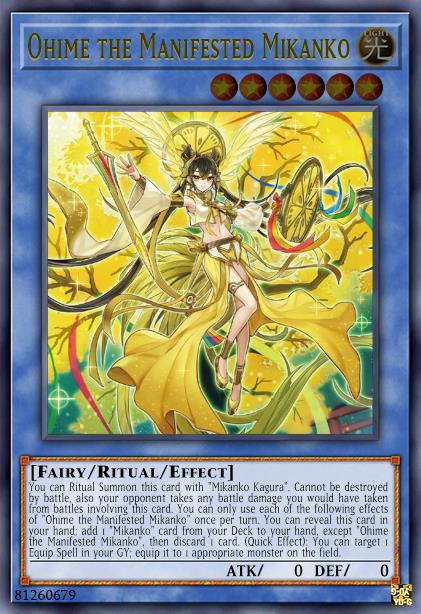 OHIME THE MANIFESTED MIKANKO
LIGHT
光
[FAIRY/RITUAL/EFFECT]
You can Ritual Summon this card with "Mikanko Kagura". Cannot be destroyed
by battle, also your opponent takes any battle damage you would have taken
from battles involving this card. You can only use each of the following effects
of "Ohime the Manifested Mikanko" once per turn. You can reveal this card in
your hand; add 1 "Mikanko" card from your Deck to your hand, except "Ohime
the Manifested Mikanko", then discard 1 card. (Quick Effect): You can target 1
Equip Spell in your GY; equip it to 1 appropriate monster on the field.
ATK/ 0 DEF/ 0
81260679